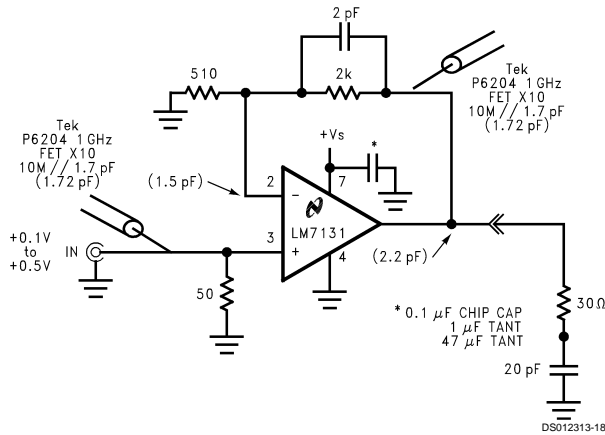 2 pF
510
2k
Tek
P6204 1 GHz
FET X10
10M // 1.7 pF
(1.72 pF)
Tek
P6204 1 GHz
FET X10
10M // 1.7 pF
(1.72 pF)
+Vs
*
(1.5 pF)
2
7
-
LM7131
3
+
4
(2.2 pF)
+0.1V
to
+0.5V
IN
50
30Ω
* 0.1 μF CHIP CAP
1 μF TANT
47 μF TANT
20 pF
DS012313-18